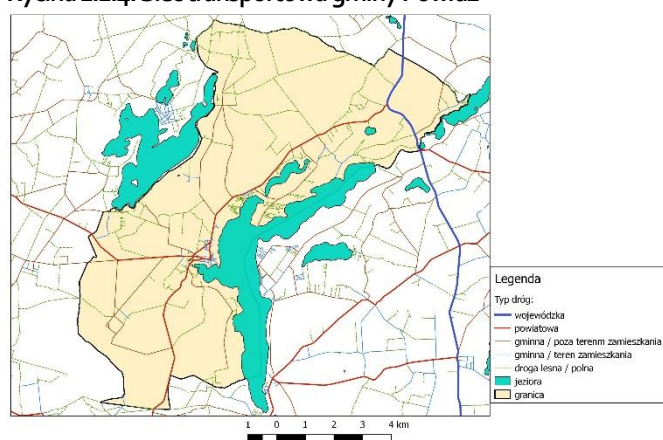 Legenda
Typ dróg:
wojewódzka
powiatowa
gminna / poza terenm zamieszkania
gminna / teren zamieszkania
droga lesna / polna
jeziora
granica
1 0 1 2 3 4 km